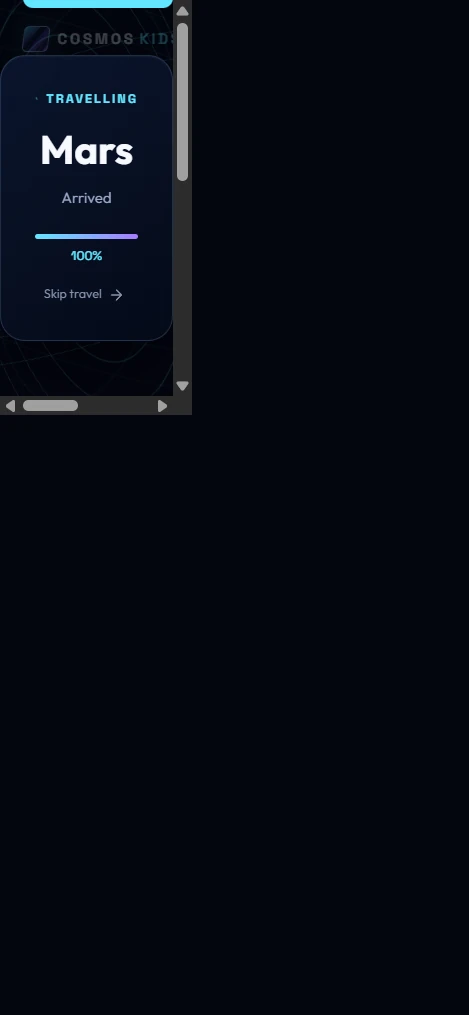 COSMOS KIDS
TRAVELLING
Mars
Arrived
100%
Skip travel →